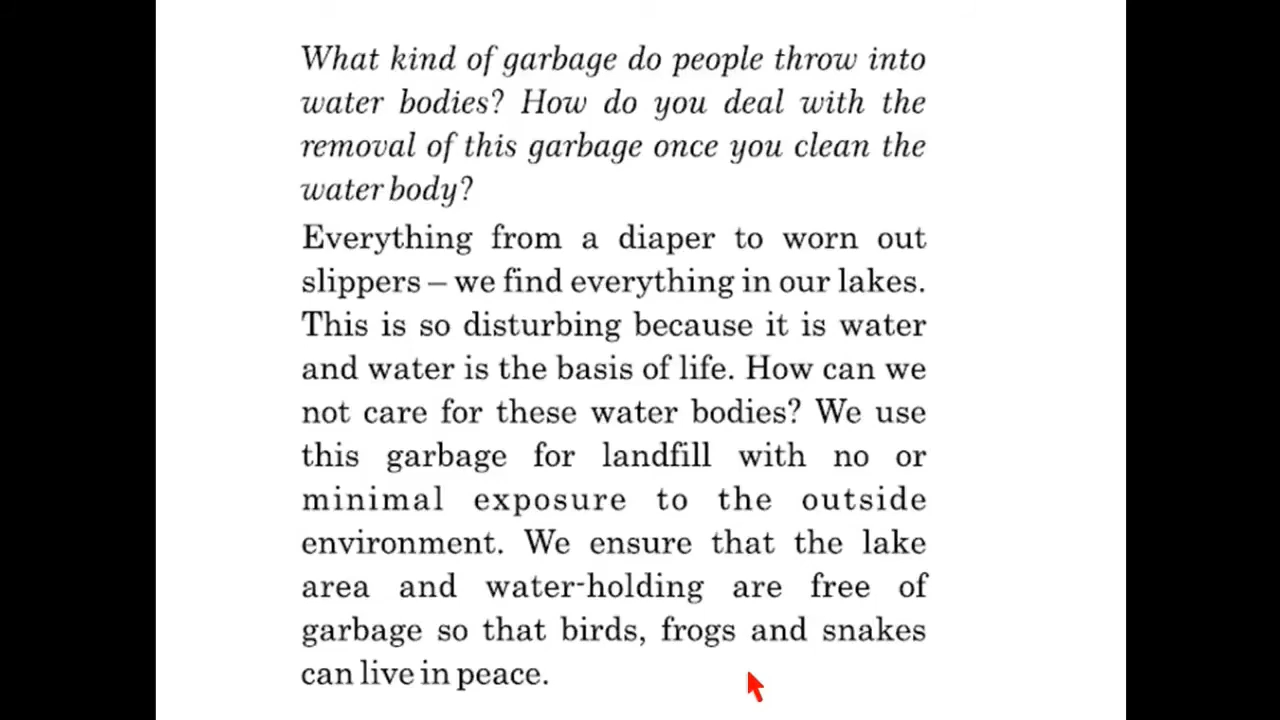 What kind of garbage do people throw into
water bodies? How do you deal with the
removal of this garbage once you clean the
water body?
Everything from a diaper to worn out
slippers – we find everything in our lakes.
This is so disturbing because it is water
and water is the basis of life. How can we
not care for these water bodies? We use
this garbage for landfill with no or
minimal exposure to the outside
environment. We ensure that the lake
area and water-holding are free of
garbage so that birds, frogs and snakes
can live in peace.